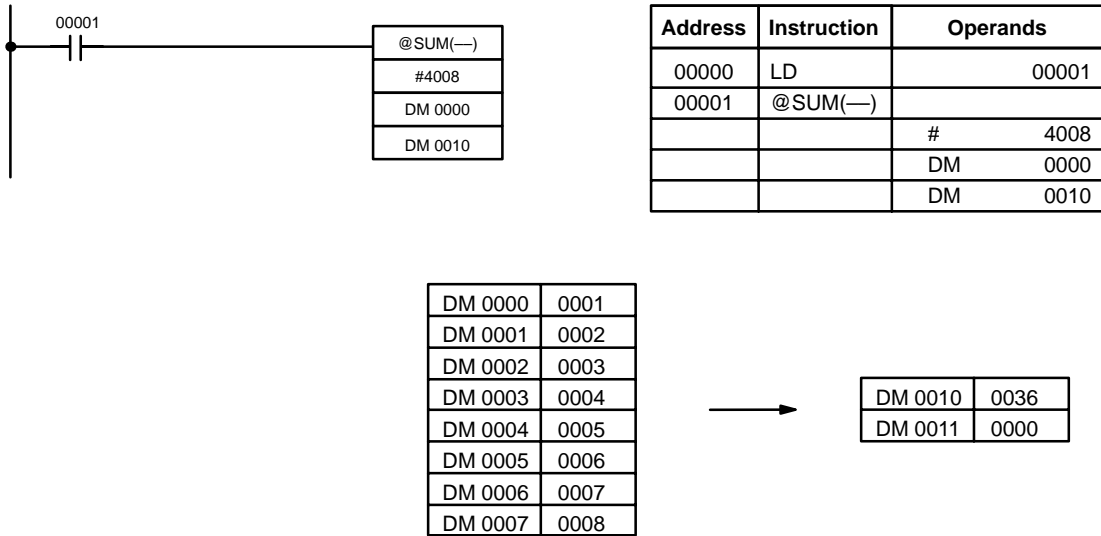 00001
@SUM(––)
#4008
DM 0000
DM 0010
Address Instruction Operands
00000 LD 00001
00001 @SUM(––)
# 4008
DM 0000
DM 0010
DM 0000 0001
DM 0001 0002
DM 0002 0003
DM 0003 0004
DM 0004 0005
DM 0005 0006
DM 0006 0007
DM 0007 0008
DM 0010 0036
DM 0011 0000